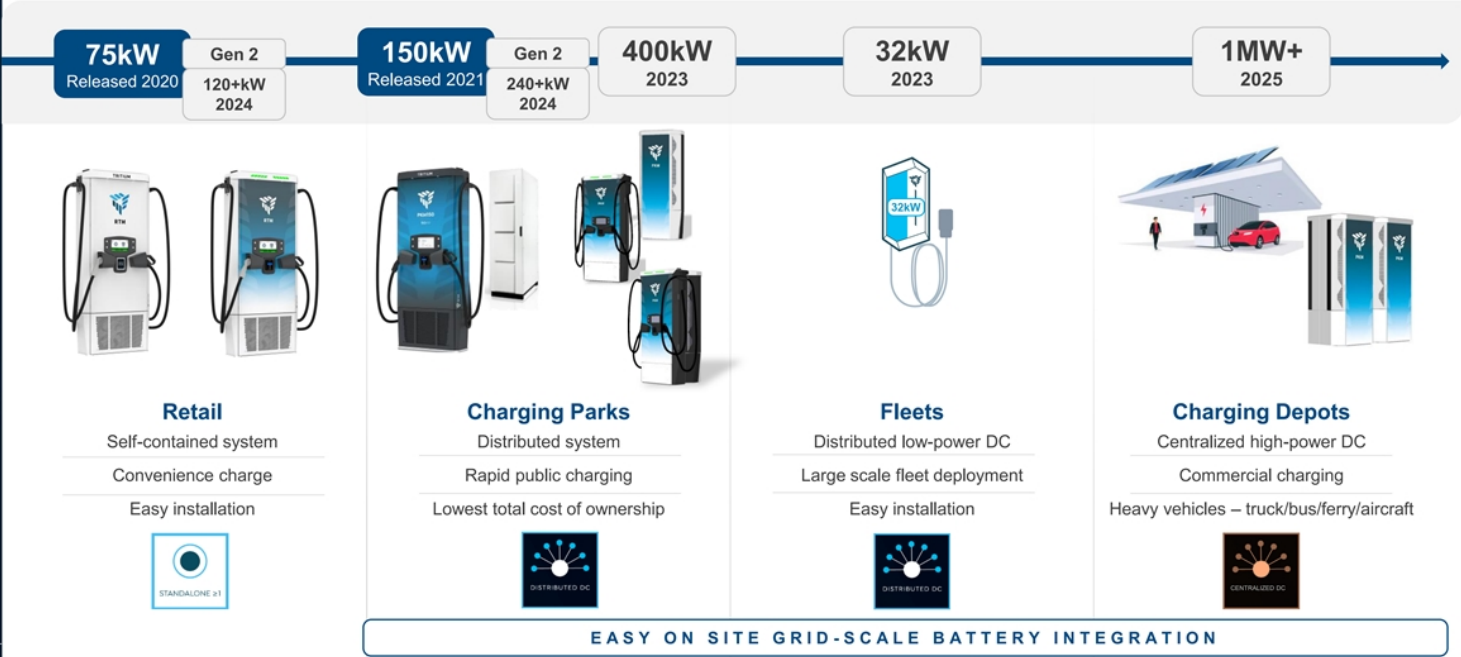 75kW
Released 2020
Gen 2
120+kW
2024
150kW
Released 2021
Gen 2
240+kW
2024
400kW
2023
32kW
2023
1MW+
2025
TRITIUM
RTM
RTM
TRITIUM
32kW
Retail
Self-contained system
Convenience charge
Easy installation
STANDALONE ≥1
Charging Parks
Distributed system
Rapid public charging
Lowest total cost of ownership
DISTRIBUTED DC
Fleets
Distributed low-power DC
Large scale fleet deployment
Easy installation
DISTRIBUTED DC
Charging Depots
Centralized high-power DC
Commercial charging
Heavy vehicles – truck/bus/ferry/aircraft
CENTRALIZED DC
EASY ON SITE GRID-SCALE BATTERY INTEGRATION